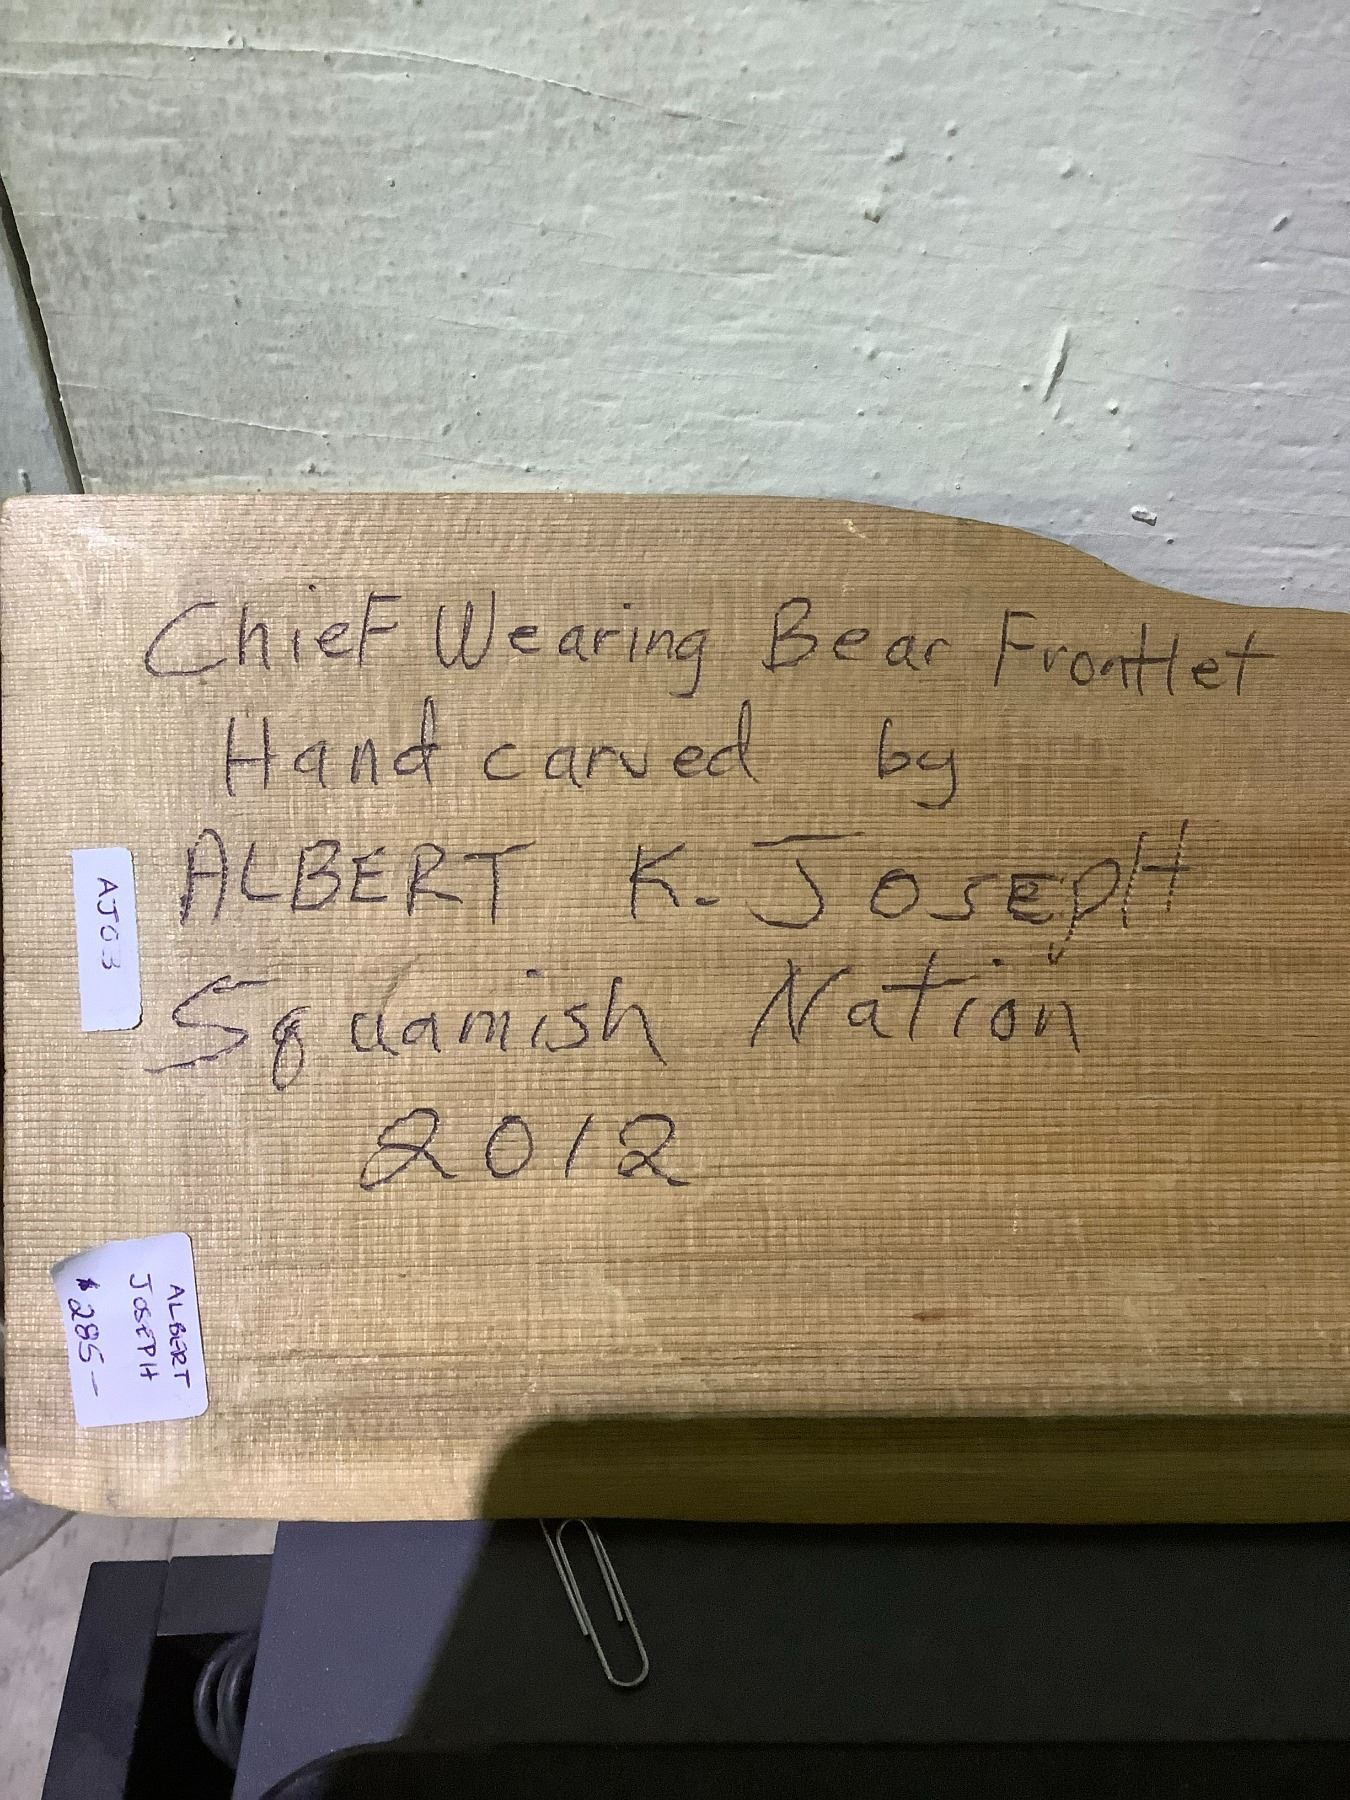 Chief Wearing Bear Frontlet
Hand carved by
ALBERT K. JOSEPH
Squamish Nation
2012
AJ03
ALBERT
JOSEPH
$285-